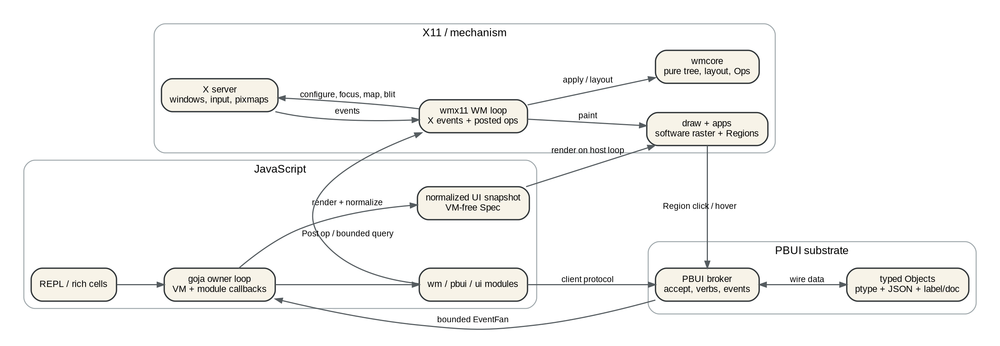 X11 / mechanism
wmcore
pure tree, layout, Ops
X server
windows, input, pixmaps
configure, focus, map, blit
events
wmx11 WM loop
X events + posted ops
apply / layout
paint
draw + apps
software raster + Regions
render on host loop
JavaScript
normalized UI snapshot
VM-free Spec
render + normalize
Post op / bounded query
Region click / hover
REPL / rich cells
goja owner loop
VM + module callbacks
wm / pbui / ui modules
client protocol
PBUI substrate
PBUI broker
accept, verbs, events
wire data
typed Objects
ptype + JSON + label/doc
bounded EventFan